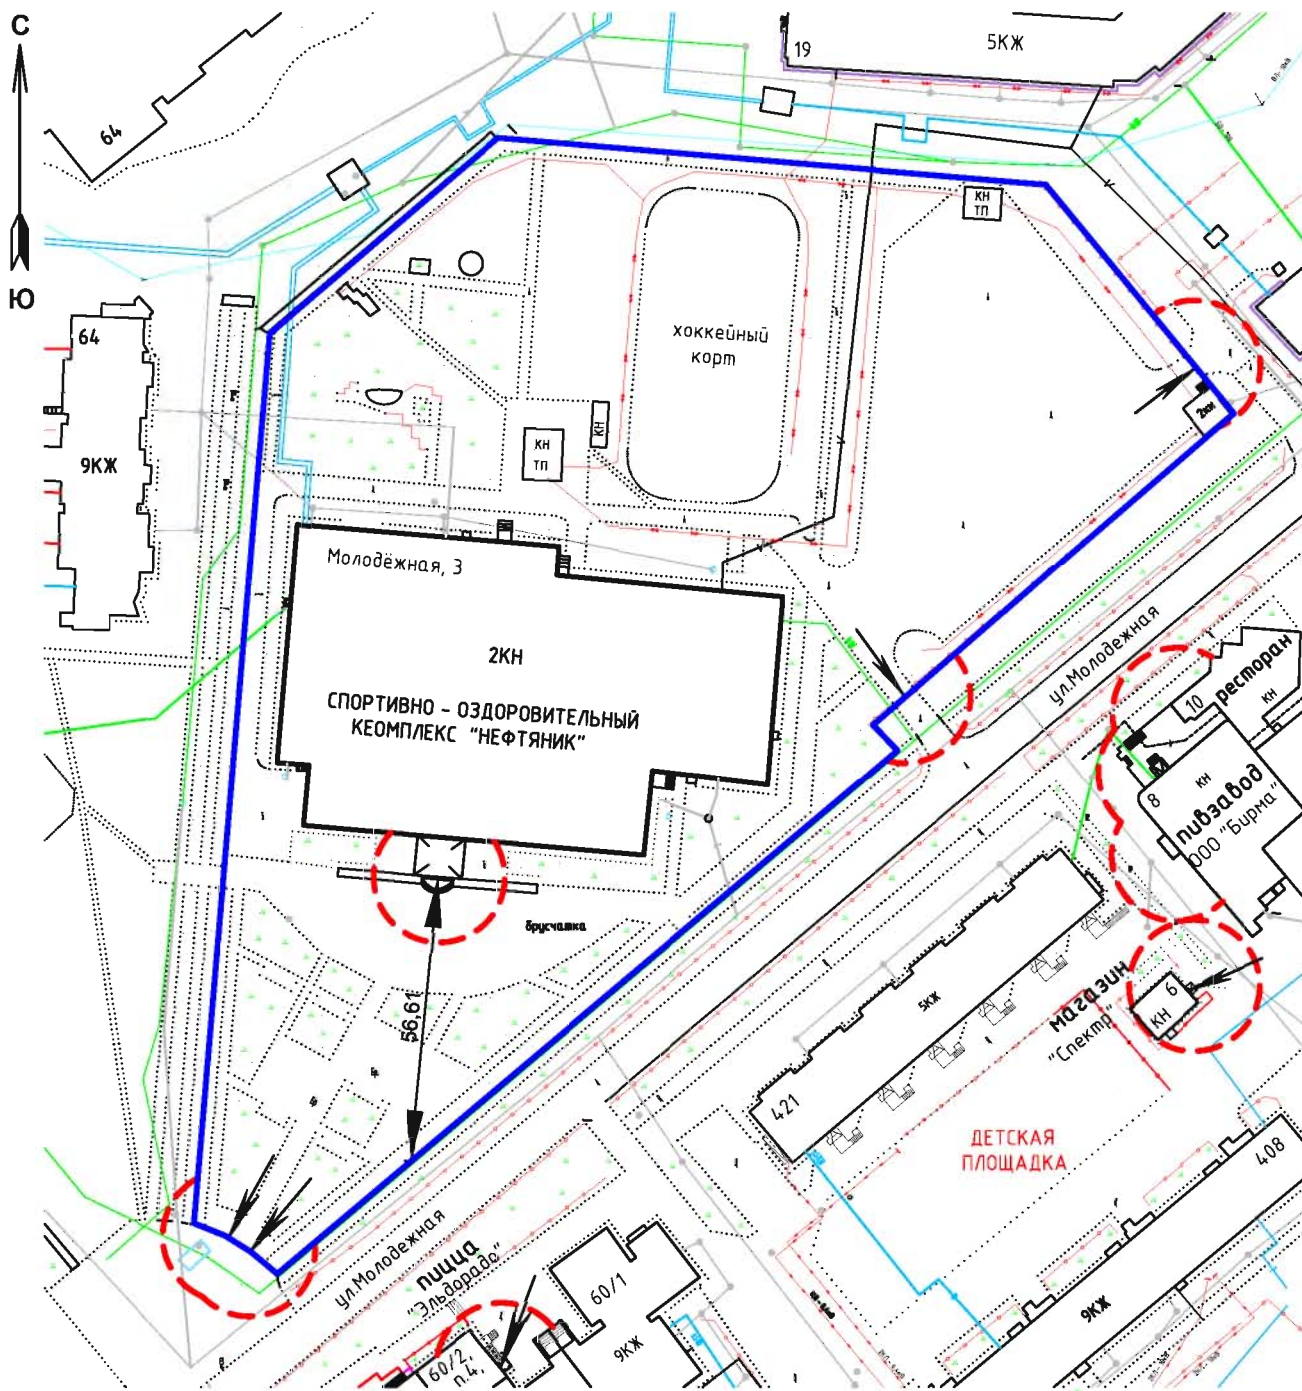 С
Ю
64
19
5КЖ
КН
ТП
64
9КЖ
хоккейный
корт
КН
КН
ТП
2КН
Молодёжная, 3
2КН
СПОРТИВНО - ОЗДОРОВИТЕЛЬНЫЙ
КЕОМПЛЕКС "НЕФТЯНИК"
ул.Молодежная
10
ресторан
КН
8
КН
пивзавод
ООО "Бирма"
брусчатка
56.61
5КЖ
магазин
"Спектр"
6
КН
421
ДЕТСКАЯ
ПЛОЩАДКА
408
9КЖ
ул.Молодежная
пицца
"Эльдорадо"
60/1
9КЖ
60/2
п.4,